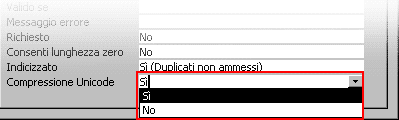 Valido se
Messaggio errore
Richiesto No
Consenti lunghezza zero No
Indicizzato Sì (Duplicati non ammessi)
Compressione Unicode Sì
Sì
No